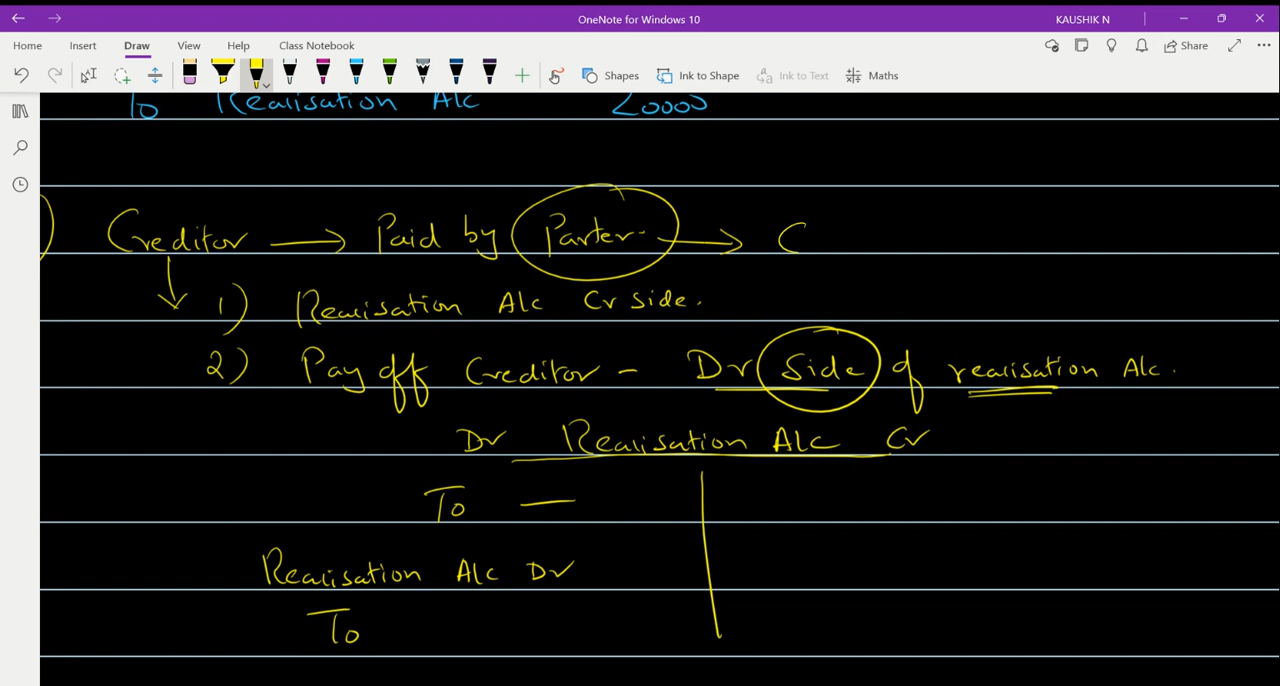 OneNote for Windows 10
KAUSHIK N
Home Insert Draw View Help Class Notebook
Share
Shapes Ink to Shape Ink to Text Maths
To Realisation A/c 20000
) Creditor → Paid by Parter → C
1) Realisation A/c Cr side.
2) Pay off Creditor - Dr Side of realisation A/c.
Dr Realisation A/c Cr
To —
Realisation A/c Dr
To